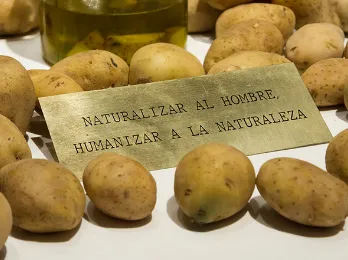 NATURALIZAR AL HOMBRE,
HUMANIZAR A LA NATURALEZA